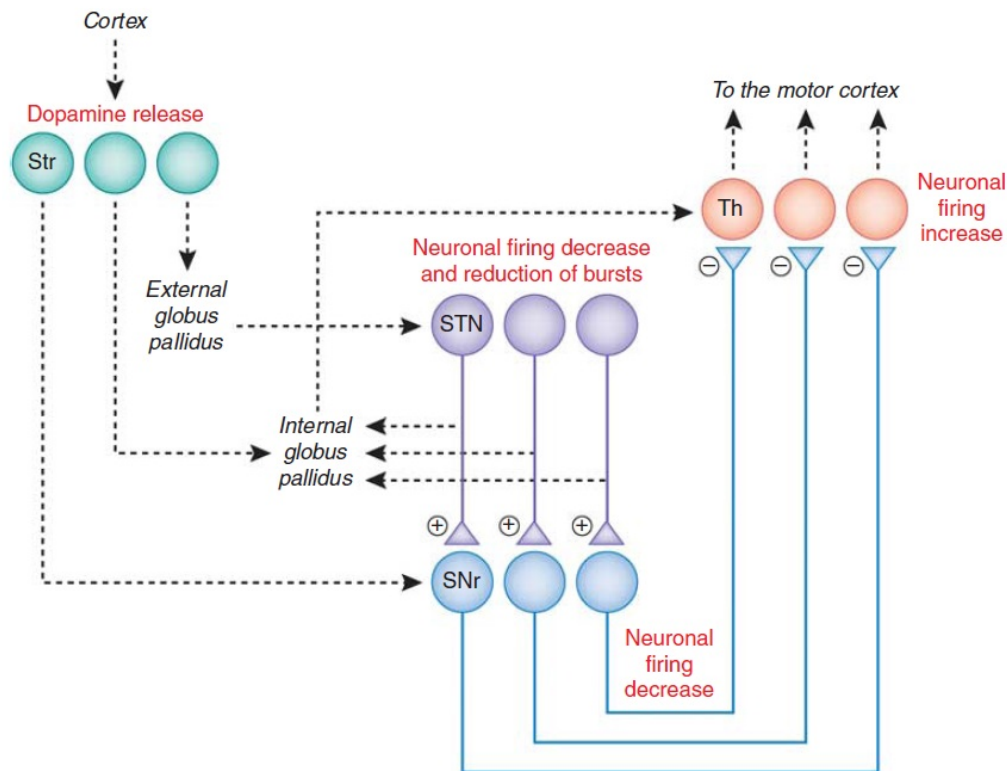 Cortex
Dopamine release
Str
External
globus
pallidus
Neuronal firing decrease
and reduction of bursts
STN
Internal
globus
pallidus
+
+
+
SNr
Neuronal
firing
decrease
To the motor cortex
Th
Neuronal
firing
increase
−
−
−